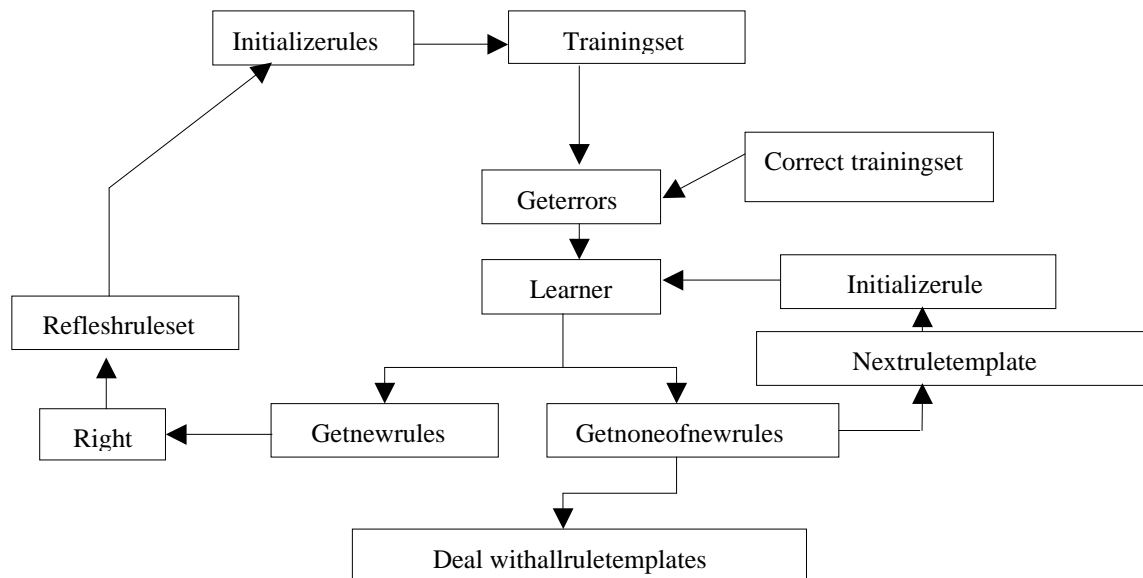 Initializerules
Trainingset
Correct trainingset
Geterrors
Learner
Initializerule
Refleshruleset
Nextruletemplate
Right
Getnewrules
Getnoneofnewrules
Deal withallruletemplates